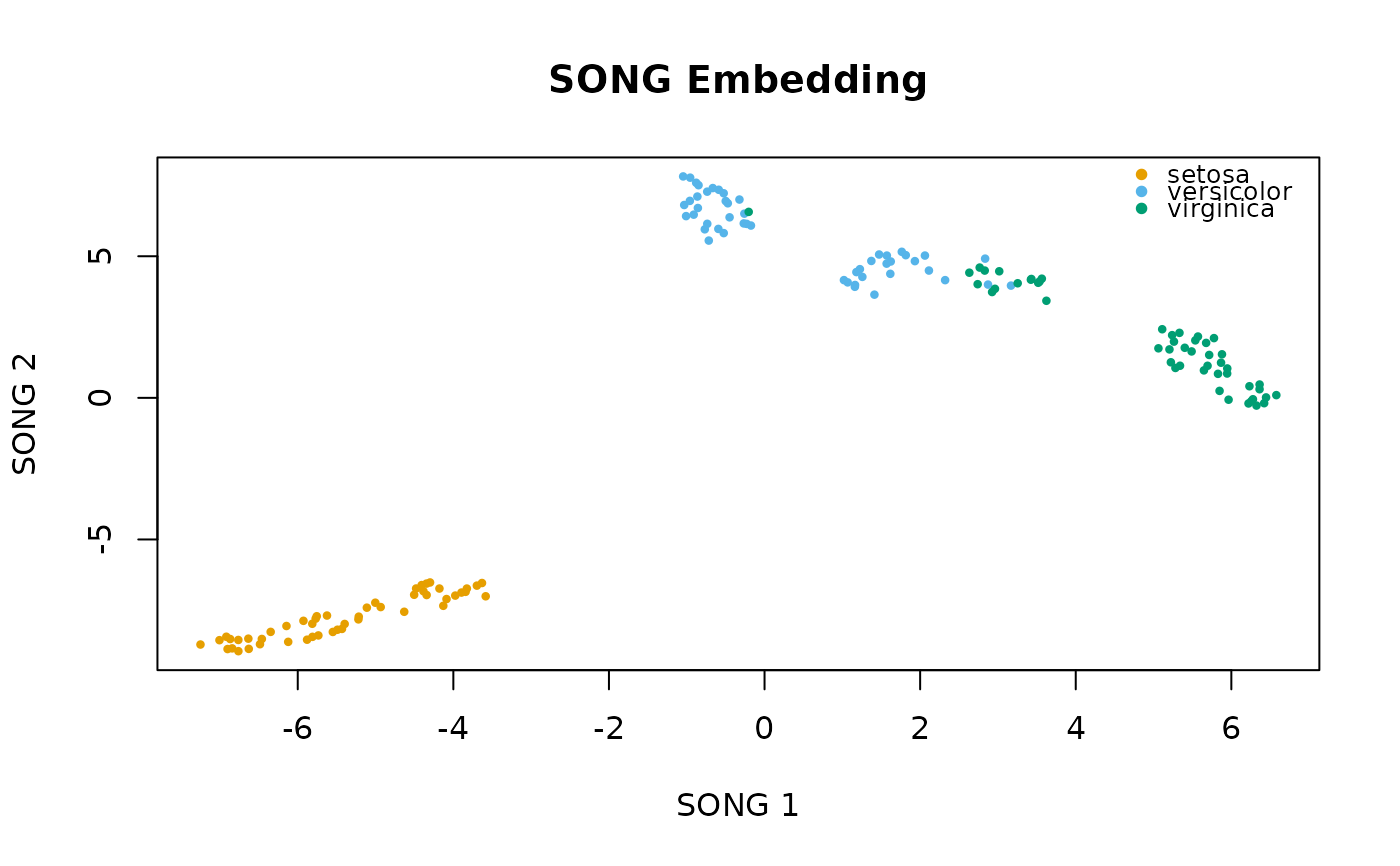 SONG Embedding
setosa
versicolor
virginica
5
0
-5
SONG 2
-6 -4 -2 0 2 4 6
SONG 1